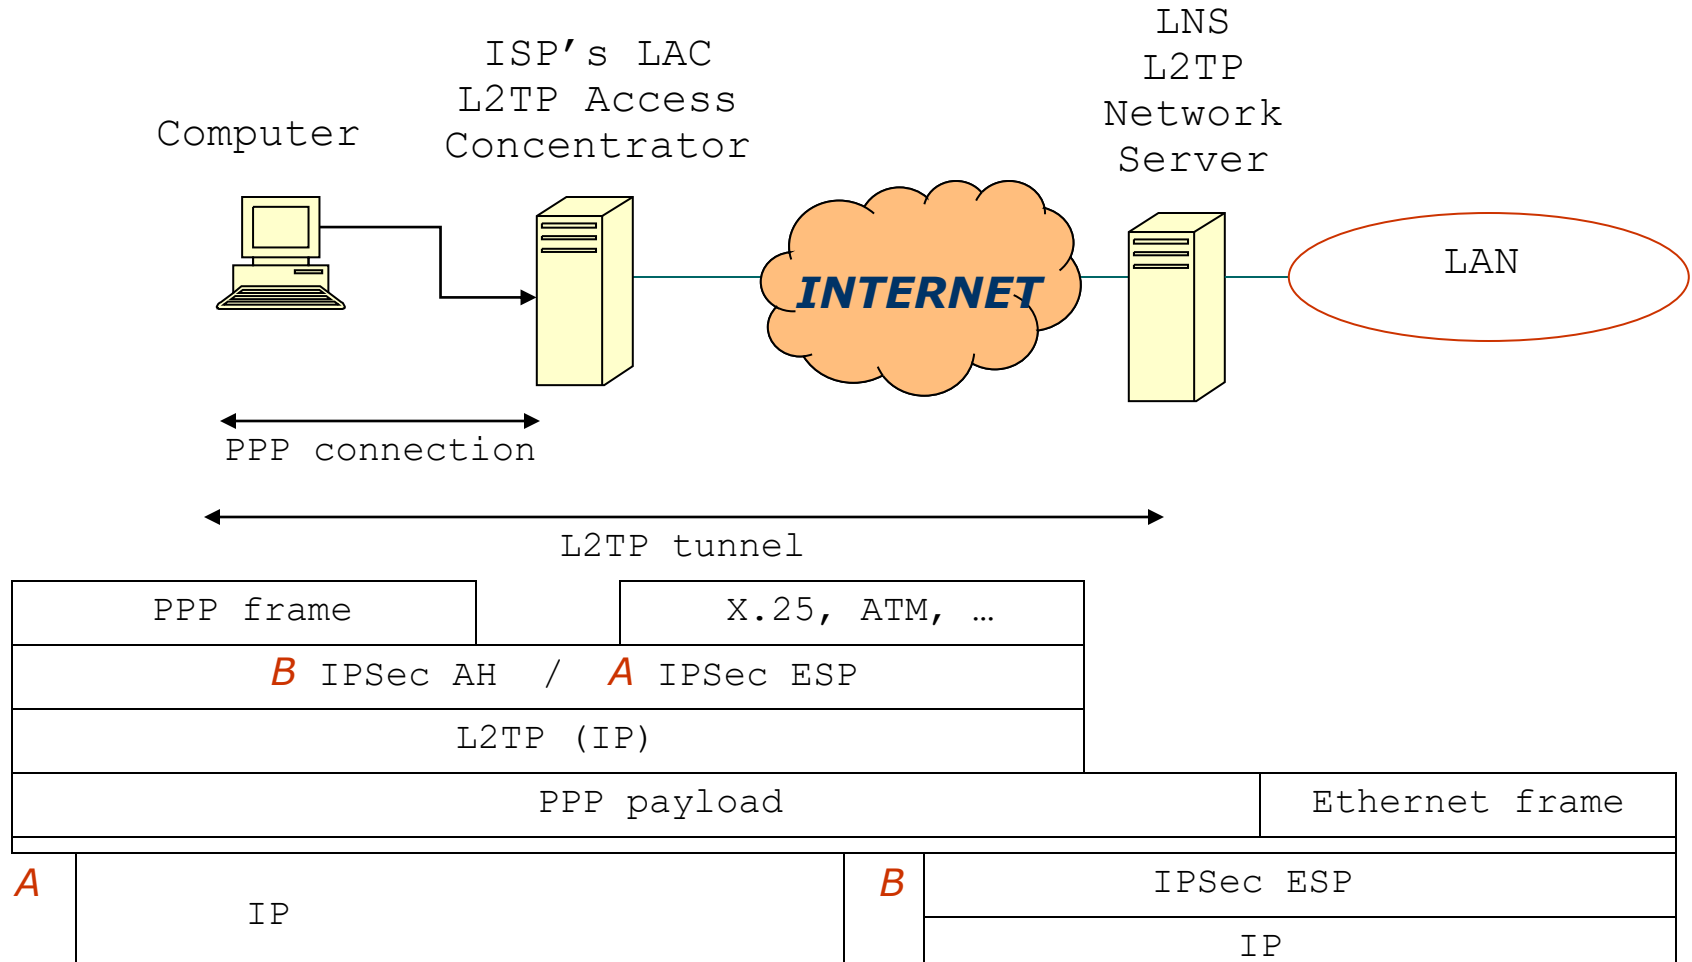 Computer
ISP’s LAC
L2TP Access
Concentrator
LNS
L2TP
Network
Server
INTERNET
LAN
PPP connection
L2TP tunnel
PPP frame
X.25, ATM, …
B IPSec AH / A IPSec ESP
L2TP (IP)
PPP payload
Ethernet frame
A
IP
B
IPSec ESP
IP